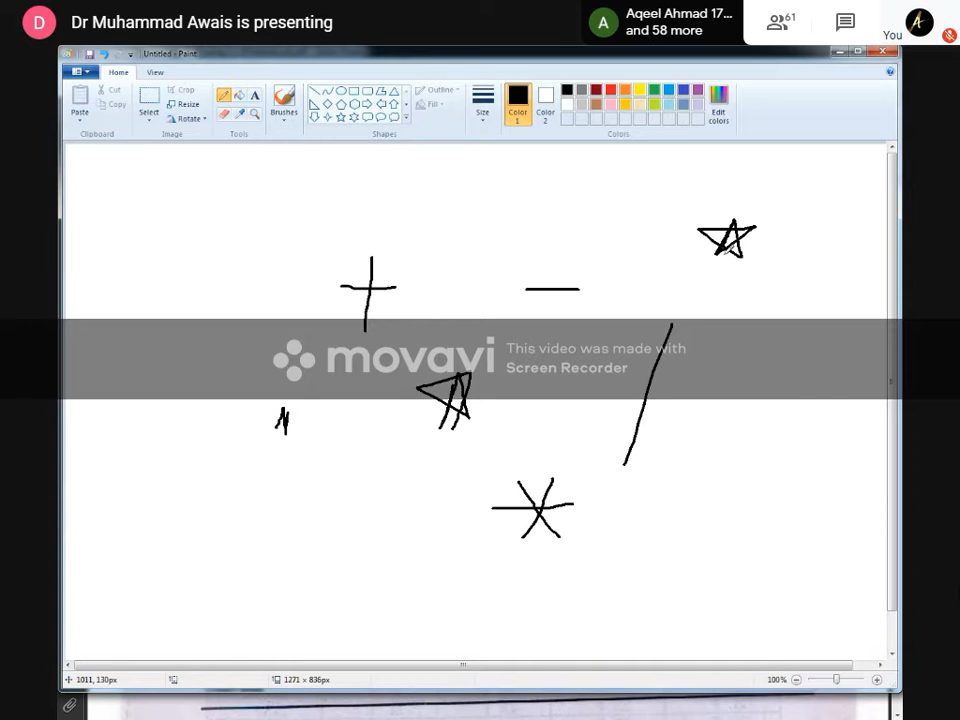 D Dr Muhammad Awais is presenting
A Aqeel Ahmad 17...
and 58 more
61
You
Untitled - Paint
Home View
Paste
Cut
Copy
Clipboard
Select
Crop
Resize
Rotate
Image
A
Tools
Brushes
Outline
Fill
Shapes
Size
Color
1
Color
2
Edit
colors
Colors
+ −
movavi
This video was made with
Screen Recorder
/
*
1011, 130px
1271 × 836px
100%